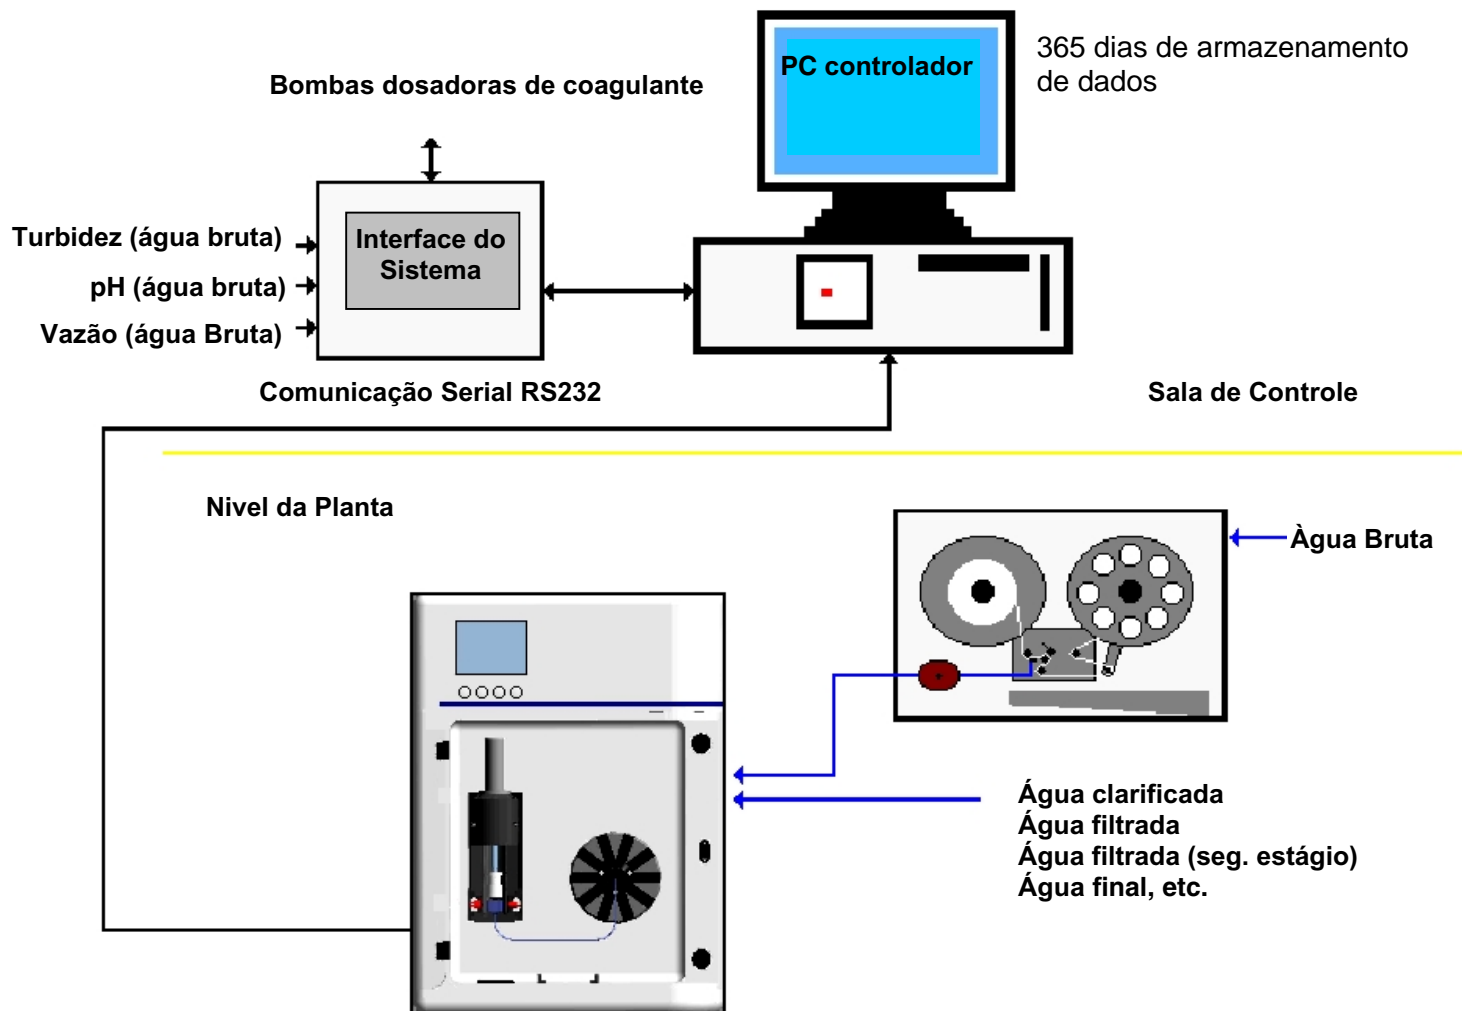 365 dias de armazenamento
de dados
PC controlador
Bombas dosadoras de coagulante
Turbidez (água bruta)
pH (água bruta)
Vazão (água Bruta)
Interface do
Sistema
Comunicação Serial RS232
Sala de Controle
Nivel da Planta
Àgua Bruta
Água clarificada
Água filtrada
Água filtrada (seg. estágio)
Água final, etc.